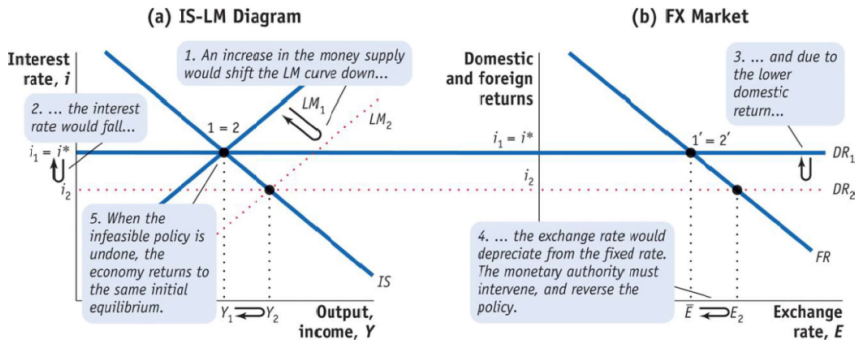 (a) IS-LM Diagram
Interest
rate, i
1. An increase in the money supply
would shift the LM curve down...
2. ... the interest
rate would fall...
1 = 2
LM1
LM2
i1 = i*
i2
5. When the
infeasible policy is
undone, the
economy returns to
the same initial
equilibrium.
IS
Y1
Y2
Output,
income, Y
(b) FX Market
Domestic
and foreign
returns
3. ... and due to
the lower
domestic
return...
i1 = i*
1′ = 2′
DR1
i2
DR2
4. ... the exchange rate would
depreciate from the fixed rate.
The monetary authority must
intervene, and reverse the
policy.
FR
E̅
E2
Exchange
rate, E